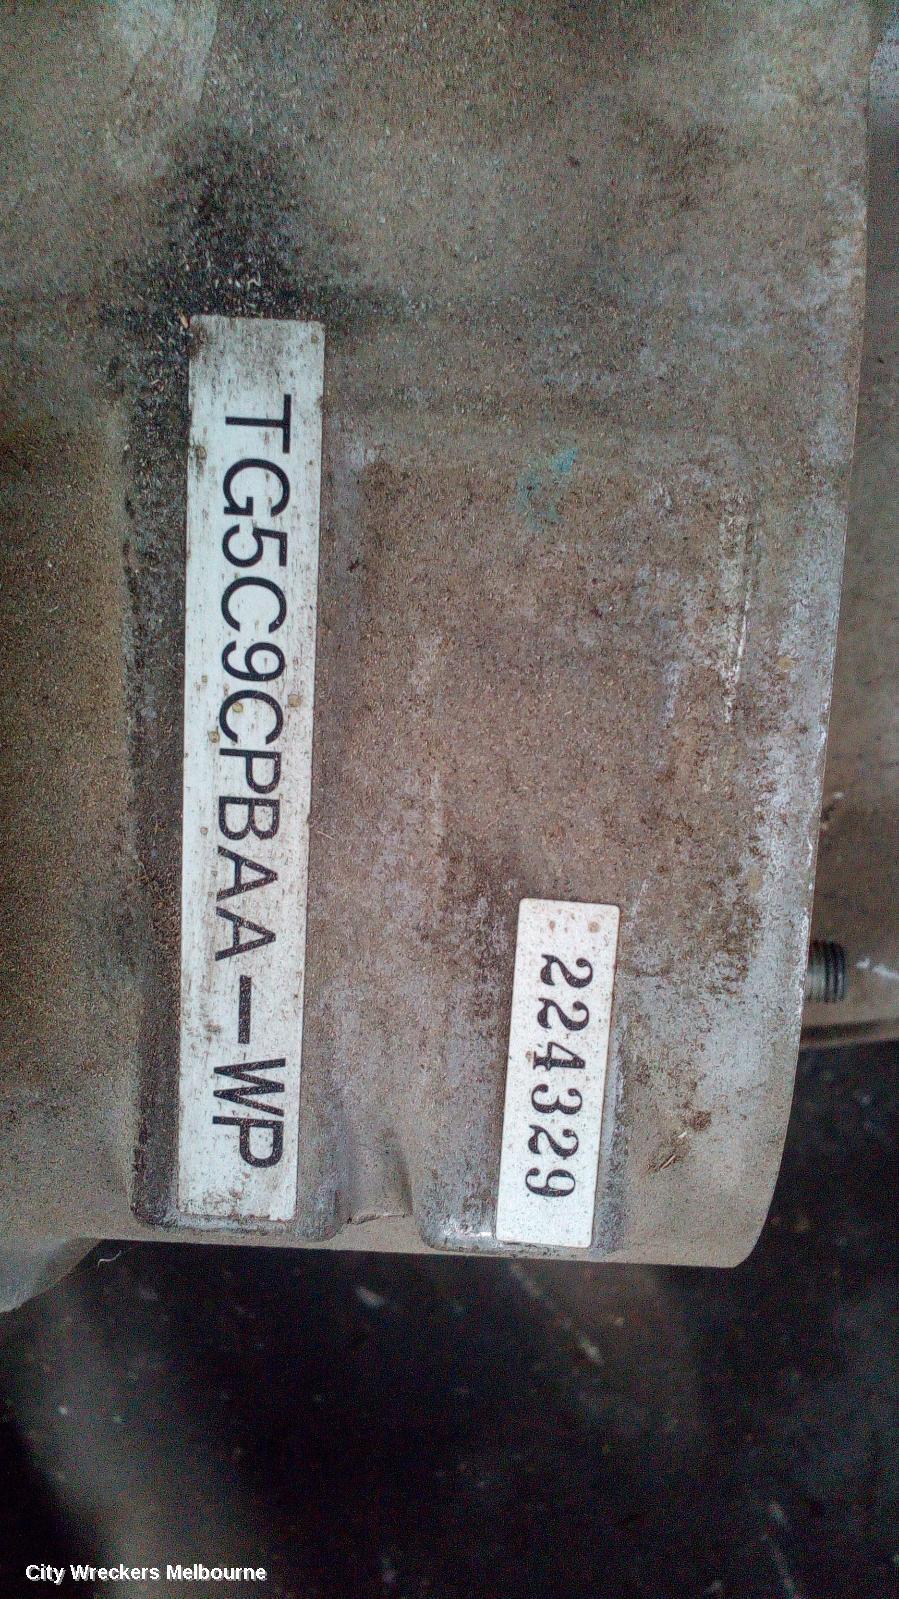 TG5C9CPBAA-WP
224329
City Wreckers Melbourne